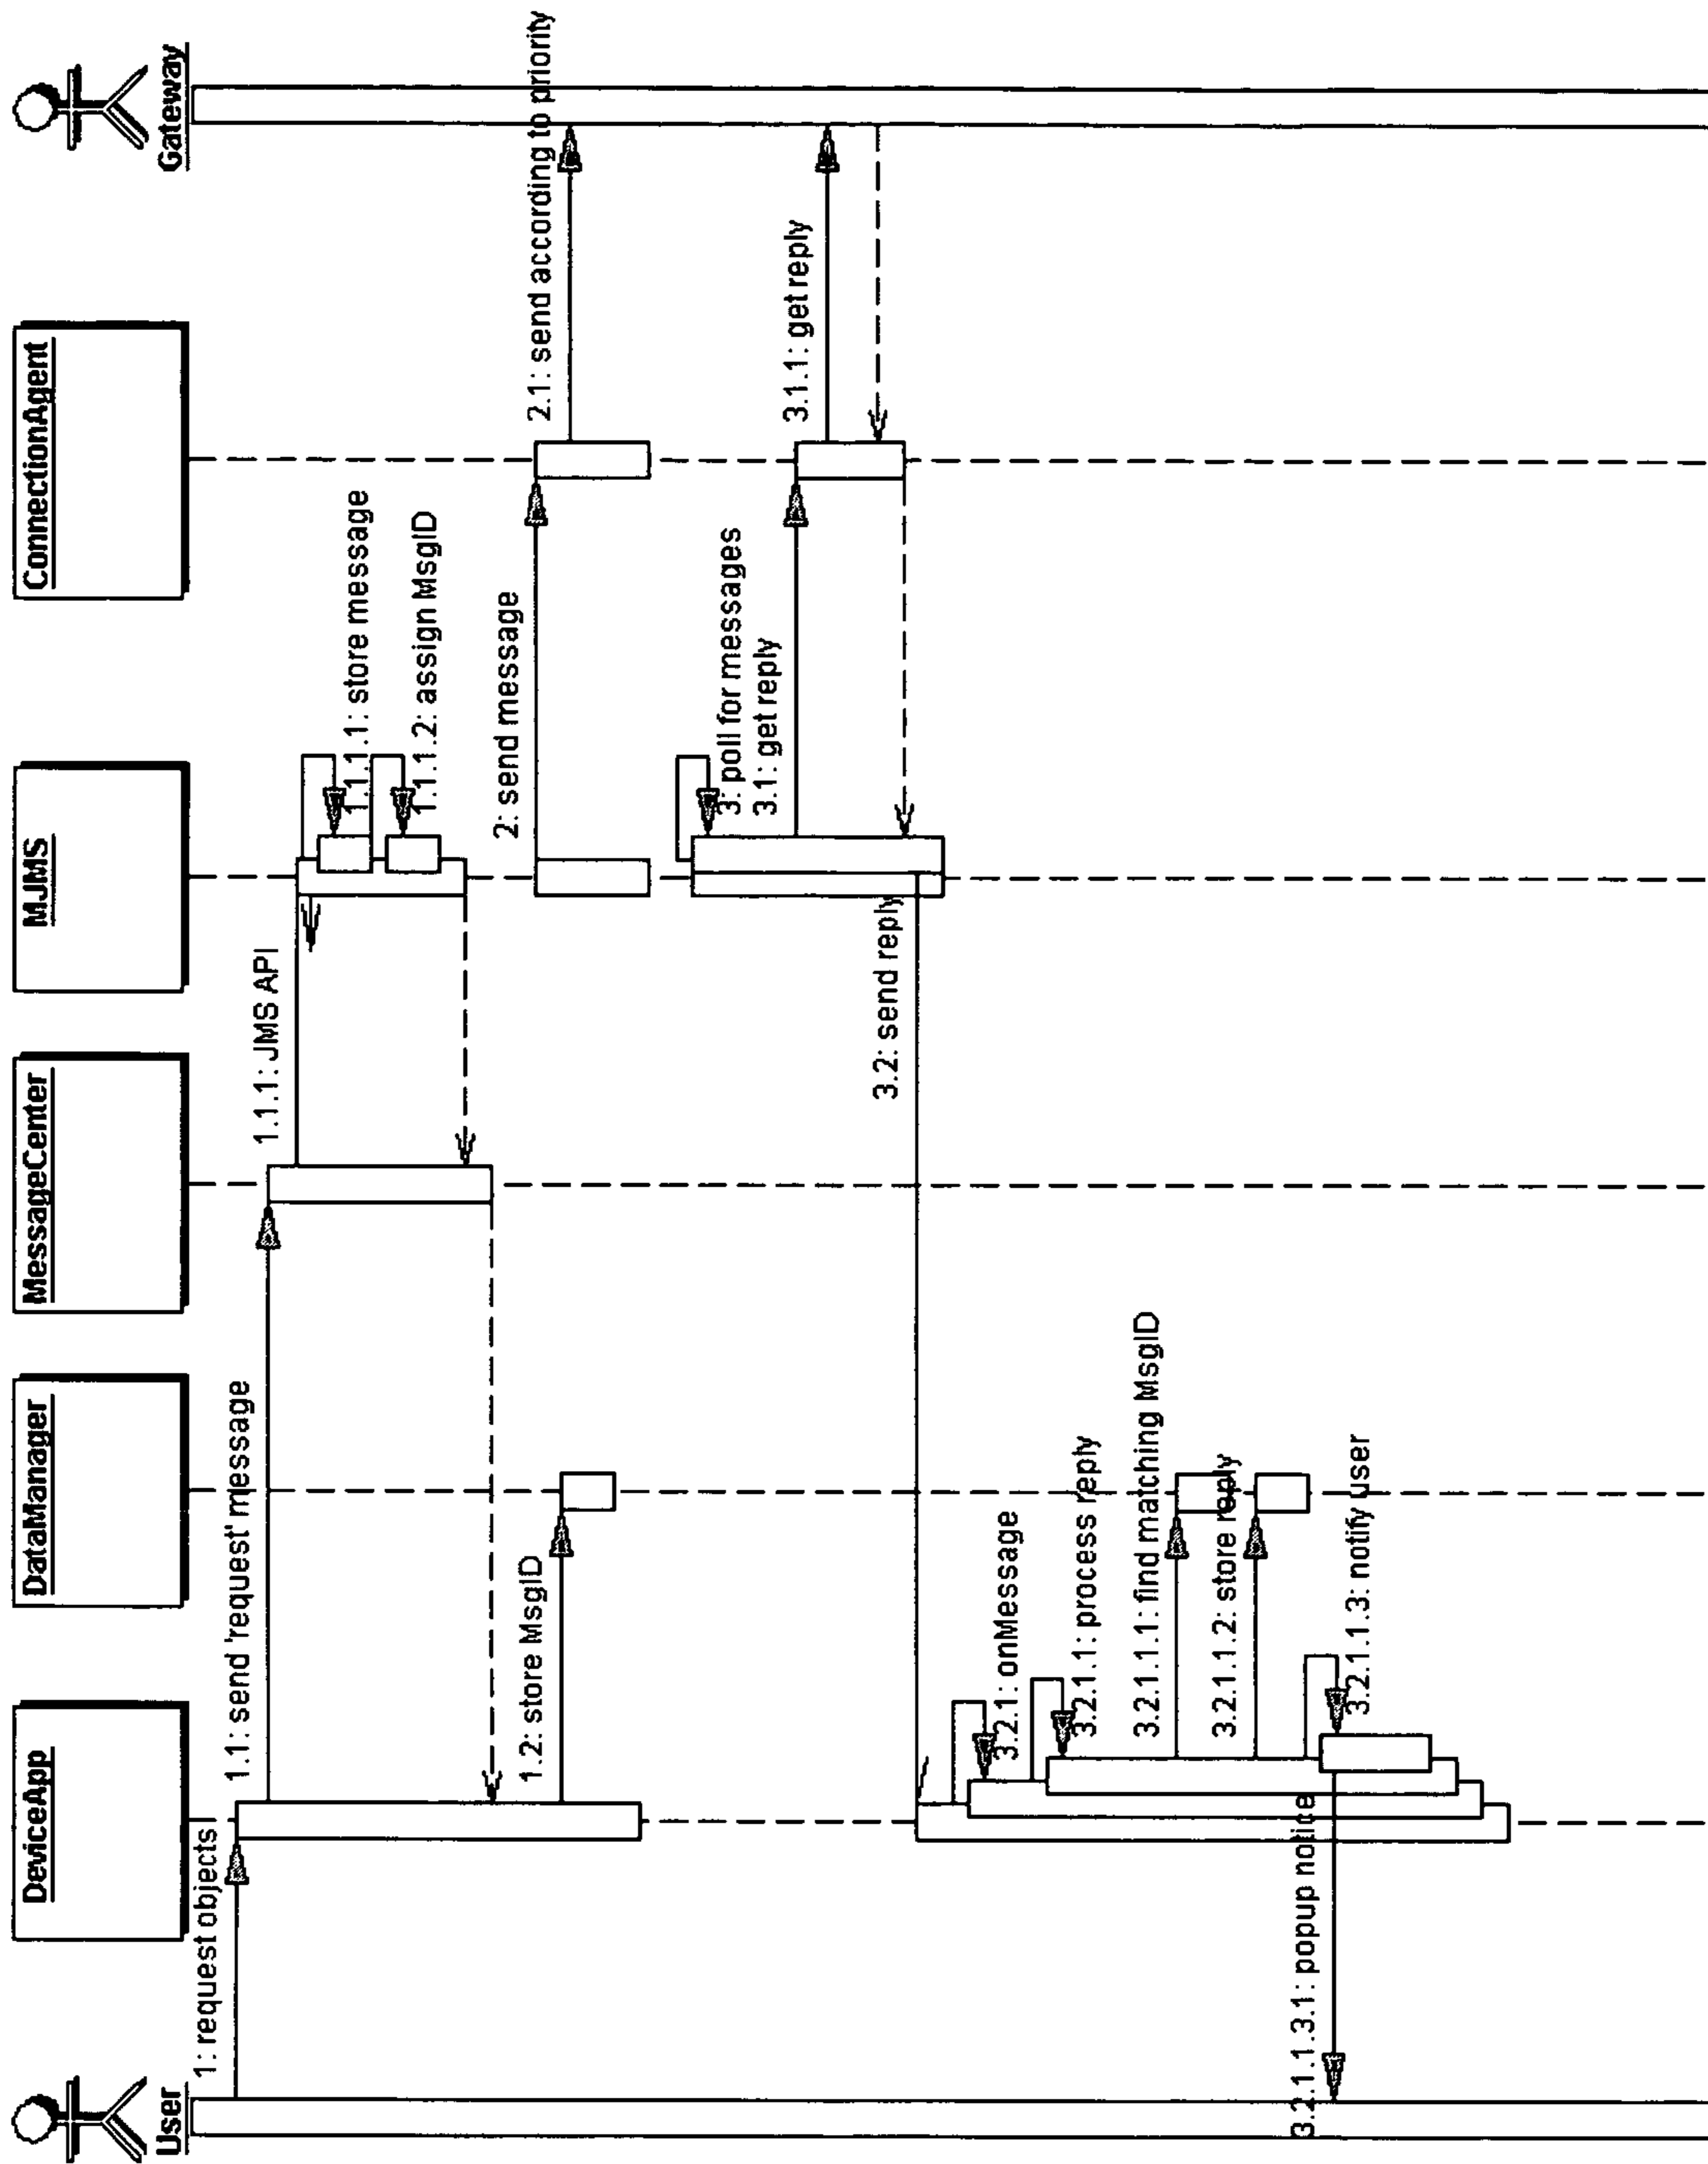 User
DeviceApp
DataManager
MessageCenter
MJMS
ConnectionAgent
Gateway
1: request objects
1.1: send 'request' message
1.1.1: JMS API
1.1.1.1: store message
1.1.1.2: assign MsgID
2: send message
2.1: send according to priority
1.2: store MsgID
3: poll for messages
3.1: get reply
3.1.1: get reply
3.2: send reply
3.2.1: onMessage
3.2.1.1: process reply
3.2.1.1.1: find matching MsgID
3.2.1.1.2: store reply
3.2.1.1.3.1: popup notice
3.2.1.1.3: notify user